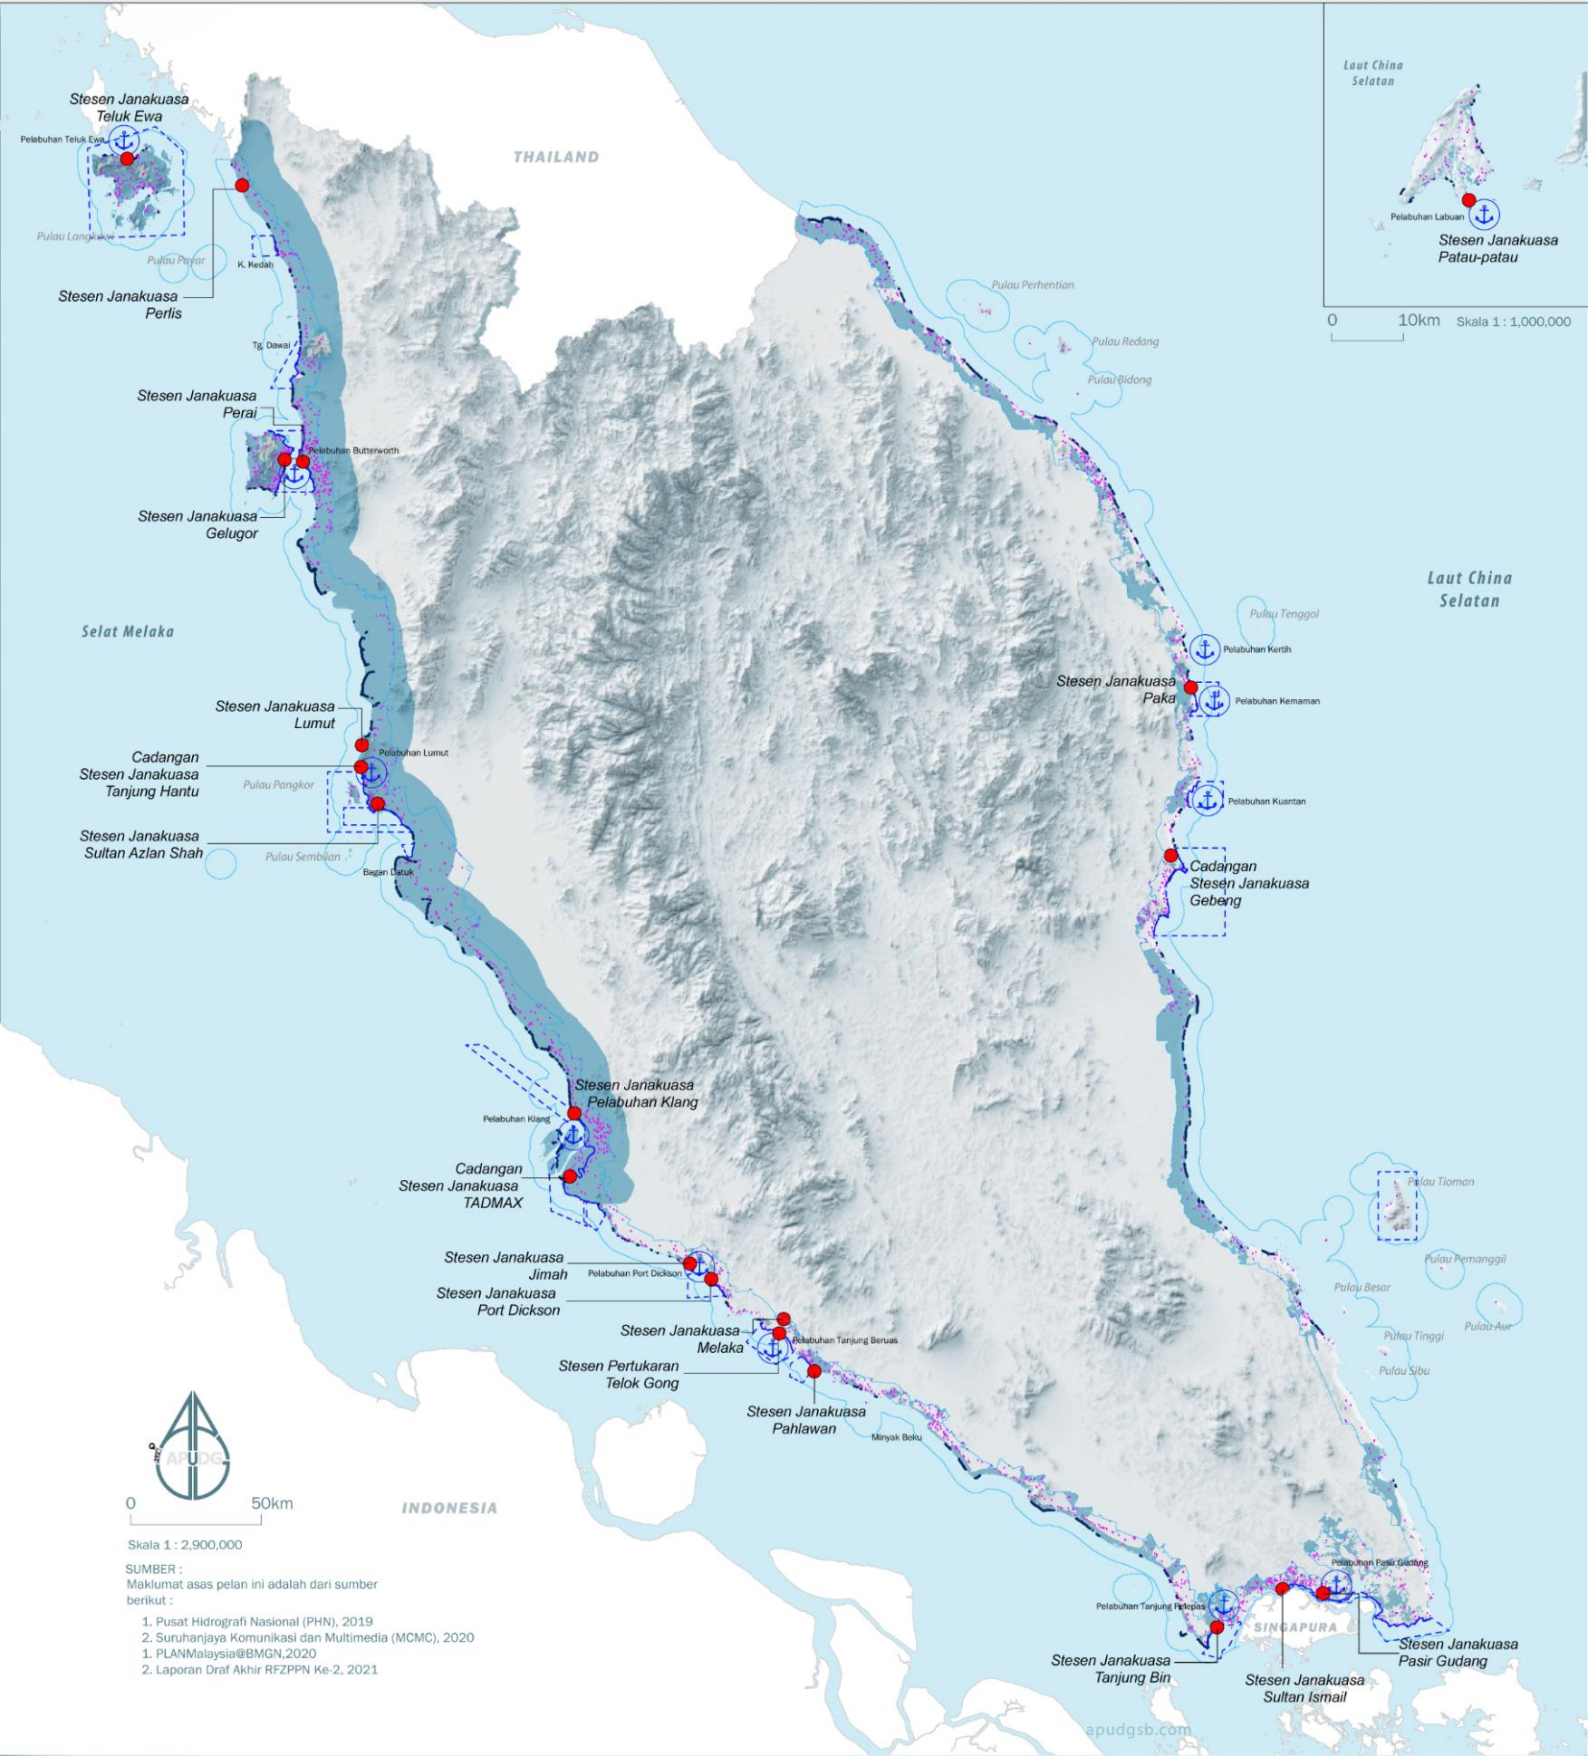 Stesen Janakuasa
Teluk Ewa
Pelabuhan Teluk Ewa
THAILAND
Laut China
Selatan
Pelabuhan Labuan
Stesen Janakuasa
Patau-patau
0 10km Skala 1 : 1,000,000
Pulau Langkawi
Pulau Payar
K. Kedah
Stesen Janakuasa
Perlis
Pulau Perhentian
Pulau Redang
Pulau Bidong
Tg. Dawai
Stesen Janakuasa
Perai
Pelabuhan Butterworth
Stesen Janakuasa
Gelugor
Laut China
Selatan
Selat Melaka
Pulau Tenggol
Pelabuhan Kertih
Stesen Janakuasa
Paka
Pelabuhan Kemaman
Stesen Janakuasa
Lumut
Pelabuhan Lumut
Cadangan
Stesen Janakuasa
Tanjung Hantu
Pulau Pangkor
Pelabuhan Kuantan
Stesen Janakuasa
Sultan Azlan Shah
Pulau Sembilan
Bagan Datuk
Cadangan
Stesen Janakuasa
Gebeng
Stesen Janakuasa
Pelabuhan Klang
Pelabuhan Klang
Cadangan
Stesen Janakuasa
TADMAX
Pulau Tioman
Stesen Janakuasa
Jimah
Pelabuhan Port Dickson
Stesen Janakuasa
Port Dickson
Pulau Pemanggil
Pulau Besar
Pulau Aur
Pulau Tinggi
Pulau Sibu
Stesen Janakuasa
Melaka
Pelabuhan Tanjung Beruas
Stesen Pertukaran
Telok Gong
Stesen Janakuasa
Pahlawan
Minyak Beku
APUDG
INDONESIA
0 50km
Skala 1 : 2,900,000
SUMBER :
Maklumat asas pelan ini adalah dari sumber
berikut :
1. Pusat Hidrografi Nasional (PHN), 2019
2. Suruhanjaya Komunikasi dan Multimedia (MCMC), 2020
1. PLANMalaysia@BMGN,2020
2. Laporan Draf Akhir RFZPPN Ke-2, 2021
Pelabuhan Pasir Gudang
Pelabuhan Tanjung Pelepas
SINGAPURA
Stesen Janakuasa
Pasir Gudang
Stesen Janakuasa
Tanjung Bin
Stesen Janakuasa
Sultan Ismail
apudgsb.com